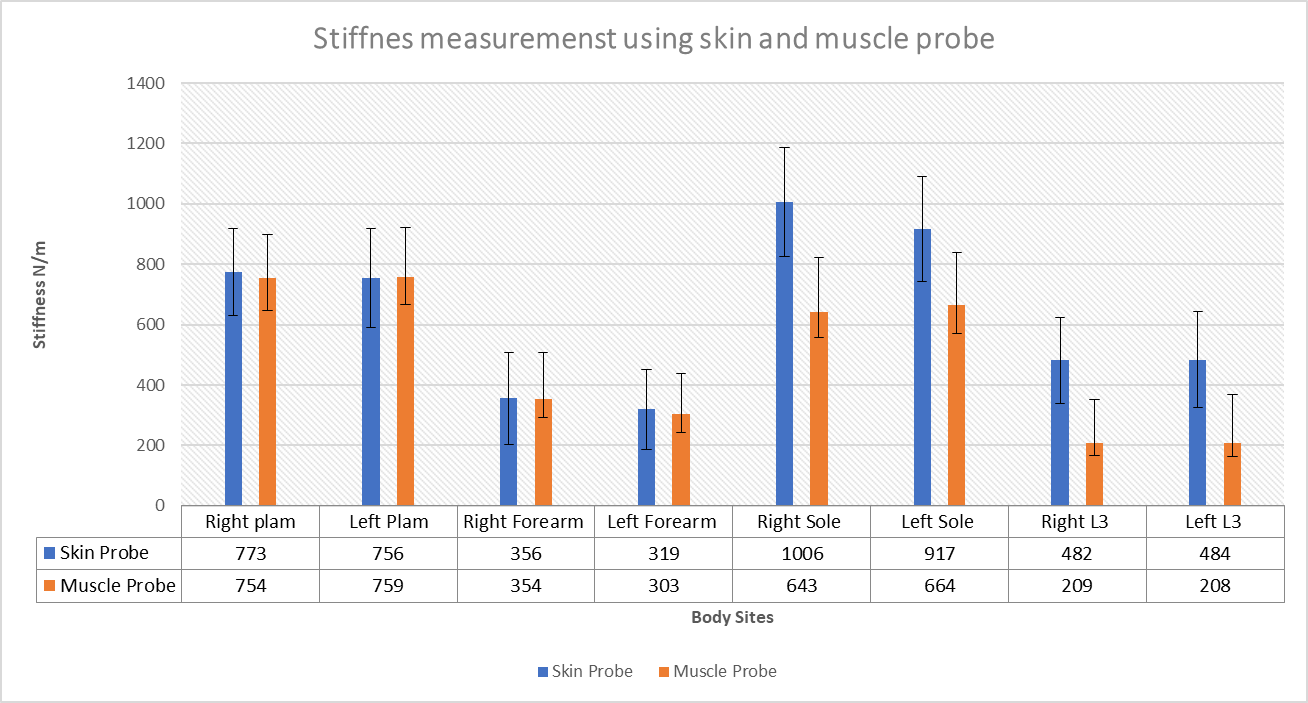 Stiffnes measuremenst using skin and muscle probe
1400
1200
1000
800
600
400
200
0
Stiffness N/m
Right plam Left Plam Right Forearm Left Forearm Right Sole Left Sole Right L3 Left L3
Skin Probe 773 756 356 319 1006 917 482 484
Muscle Probe 754 759 354 303 643 664 209 208
Body Sites
Skin Probe Muscle Probe